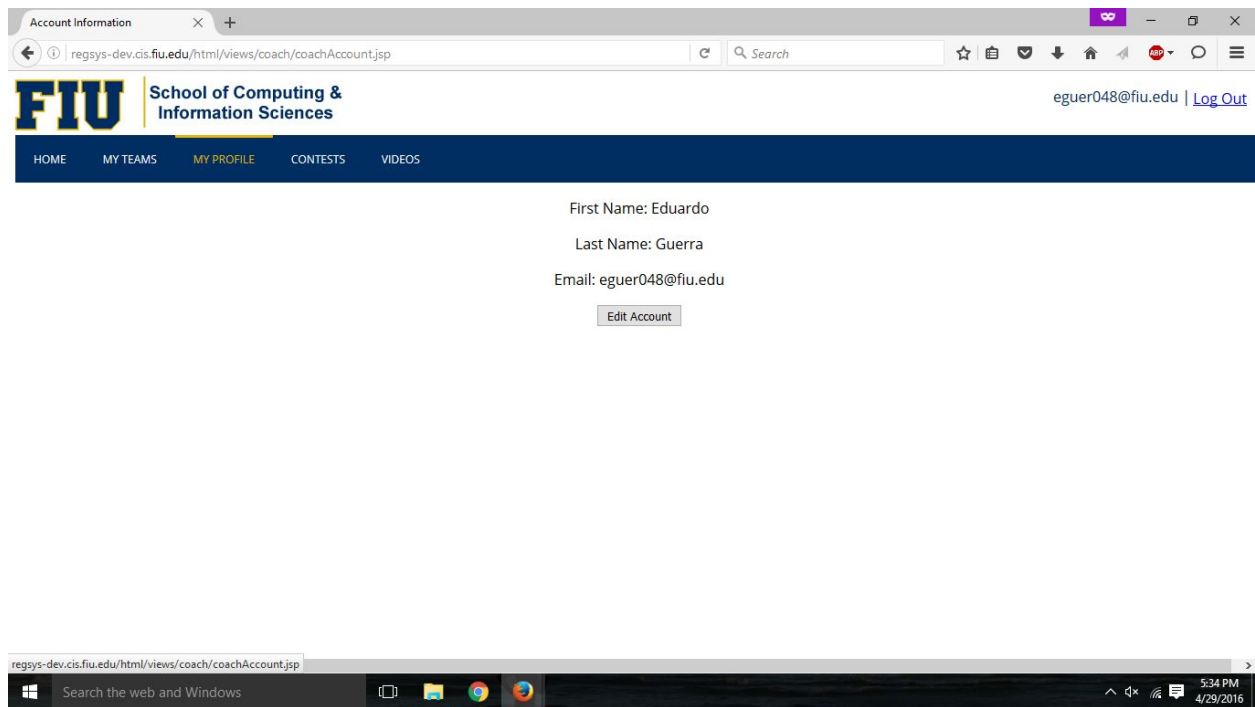 Account Information
regsys-dev.cis.fiu.edu/html/views/coach/coachAccount.jsp
Search
ABP
FIU
School of Computing &
Information Sciences
eguer048@fiu.edu | Log Out
HOME MY TEAMS MY PROFILE CONTESTS VIDEOS
First Name: Eduardo
Last Name: Guerra
Email: eguer048@fiu.edu
Edit Account
regsys-dev.cis.fiu.edu/html/views/coach/coachAccount.jsp
Search the web and Windows
5:34 PM
4/29/2016